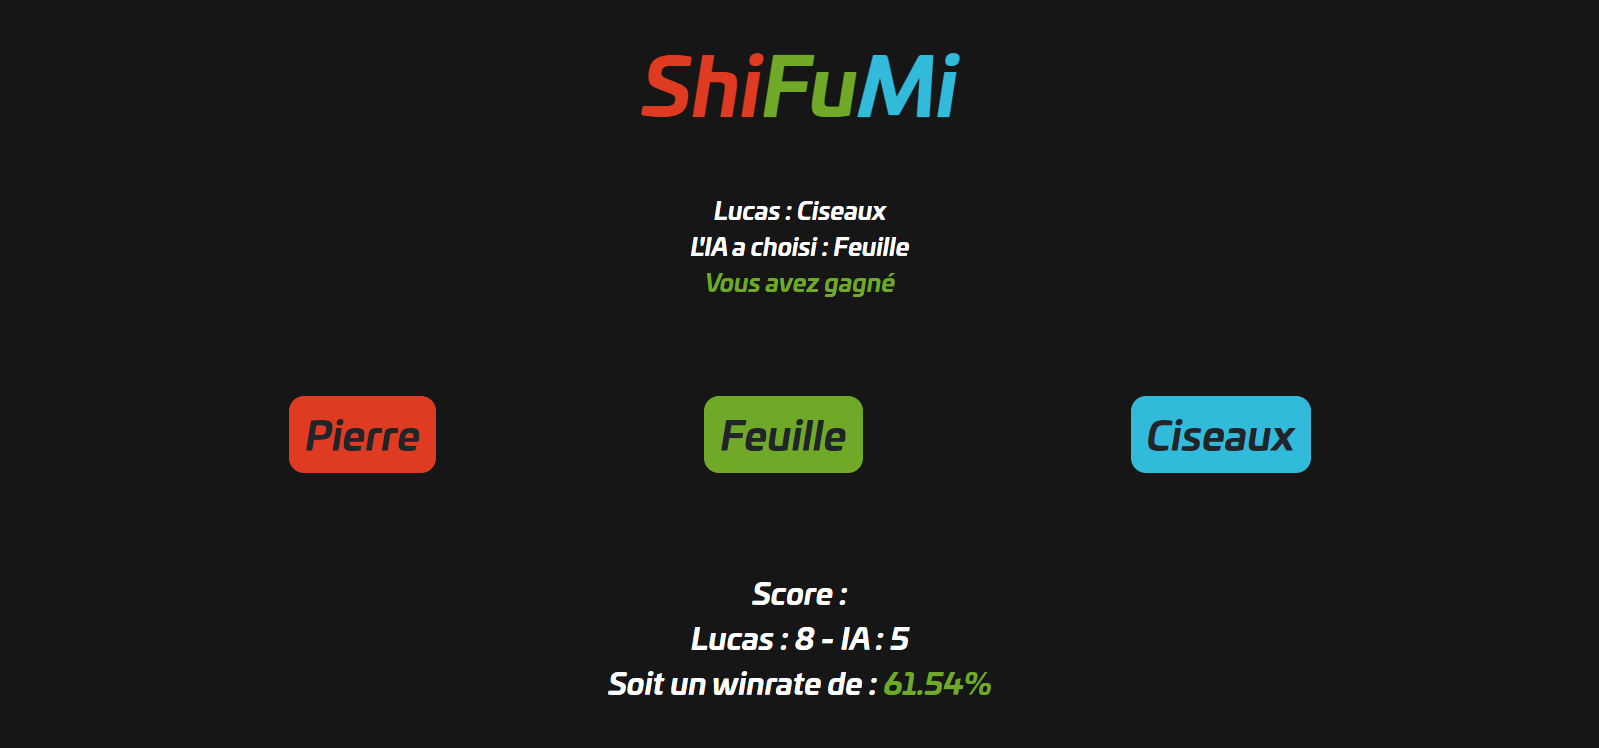 ShiFuMi
Lucas : Ciseaux
L'IA a choisi : Feuille
Vous avez gagné
Pierre
Feuille
Ciseaux
Score :
Lucas : 8 - IA : 5
Soit un winrate de : 61.54%